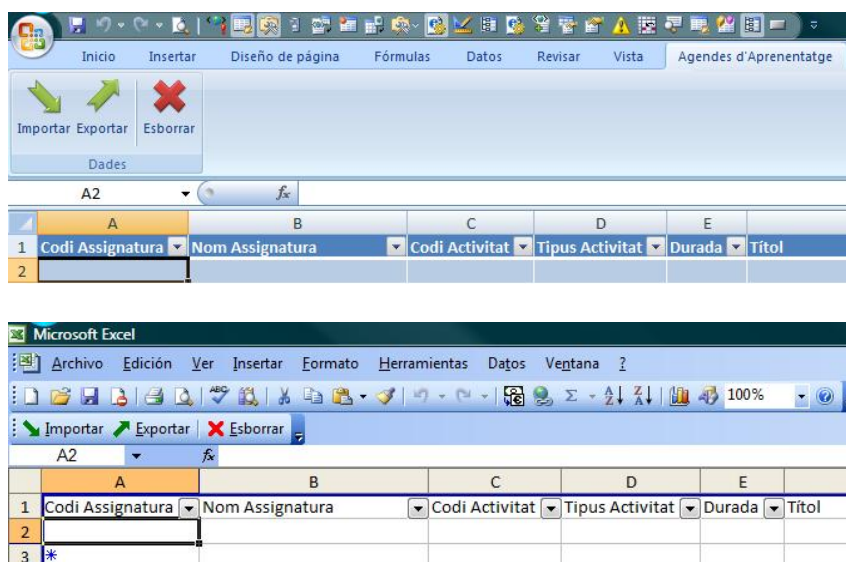 Inicio Insertar Diseño de página Fórmulas Datos Revisar Vista Agendes d'Aprenentatge
Importar Exportar Esborrar
Dades
A2 fx
A B C D E
1 Codi Assignatura Nom Assignatura Codi Activitat Tipus Activitat Durada Títol
2
Microsoft Excel
Archivo Edición Ver Insertar Formato Herramientas Datos Ventana ?
100%
Importar Exportar Esborrar
A2 fx
A B C D E
1 Codi Assignatura Nom Assignatura Codi Activitat Tipus Activitat Durada Títol
2
3 *